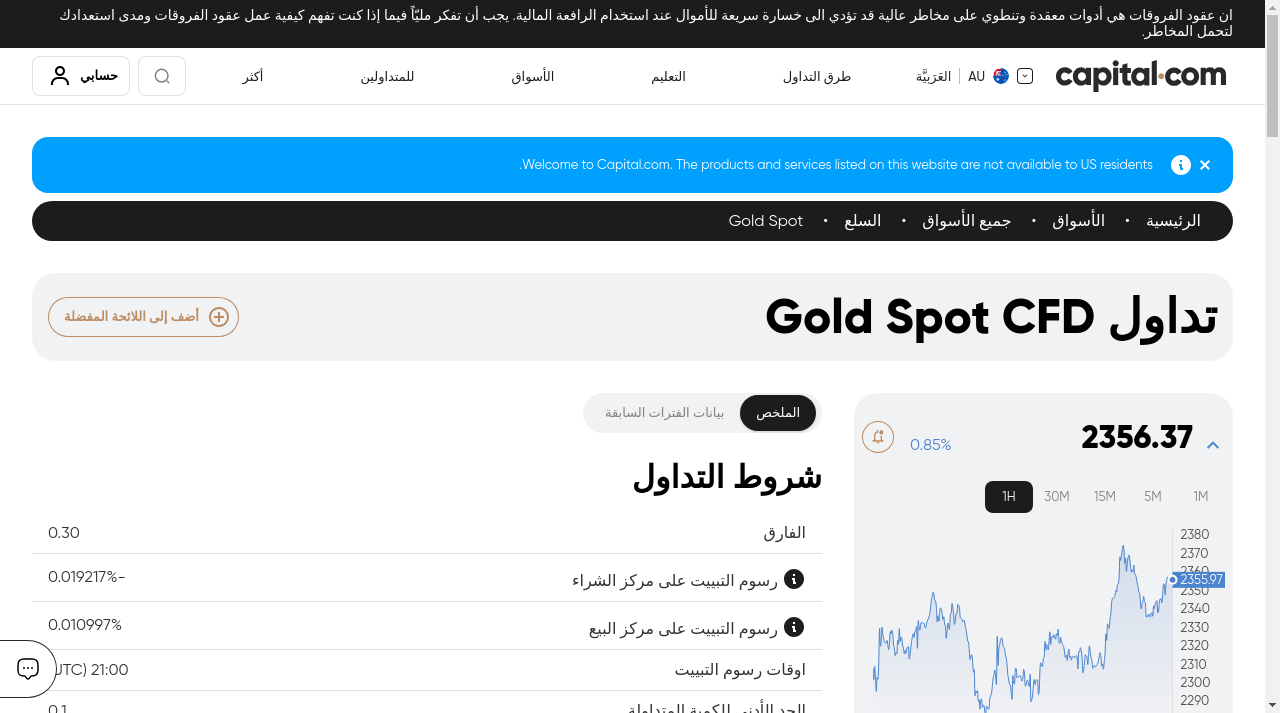 ان عقود الفروقات هي أدوات معقدة وتنطوي على مخاطر عالية قد تؤدي الى خسارة سريعة للأموال عند استخدام الرافعة المالية. يجب أن تفكر مليّاً فيما إذا كنت تفهم كيفية عمل عقود الفروقات ومدى استعدادك
لتحمل المخاطر.
capital.com
AU
العَرَبيَّة
طرق التداول
التعليم
الأسواق
للمتداولين
أكثر
حسابي
Welcome to Capital.com. The products and services listed on this website are not available to US residents.
الرئيسية • الأسواق • جميع الأسواق • السلع • Gold Spot
تداول Gold Spot CFD
أضف إلى اللائحة المفضلة
2356.37
0.85%
1M
5M
15M
30M
1H
2380
2370
2360
2355.97
2350
2340
2330
2320
2310
2300
2290
الملخص
بيانات الفترات السابقة
شروط التداول
الفارق 0.30
رسوم التبييت على مركز الشراء -0.019217%
رسوم التبييت على مركز البيع 0.010997%
اوقات رسوم التبييت 21:00 (UTC)
الحد الأدنى للكمية المتداولة 0.1